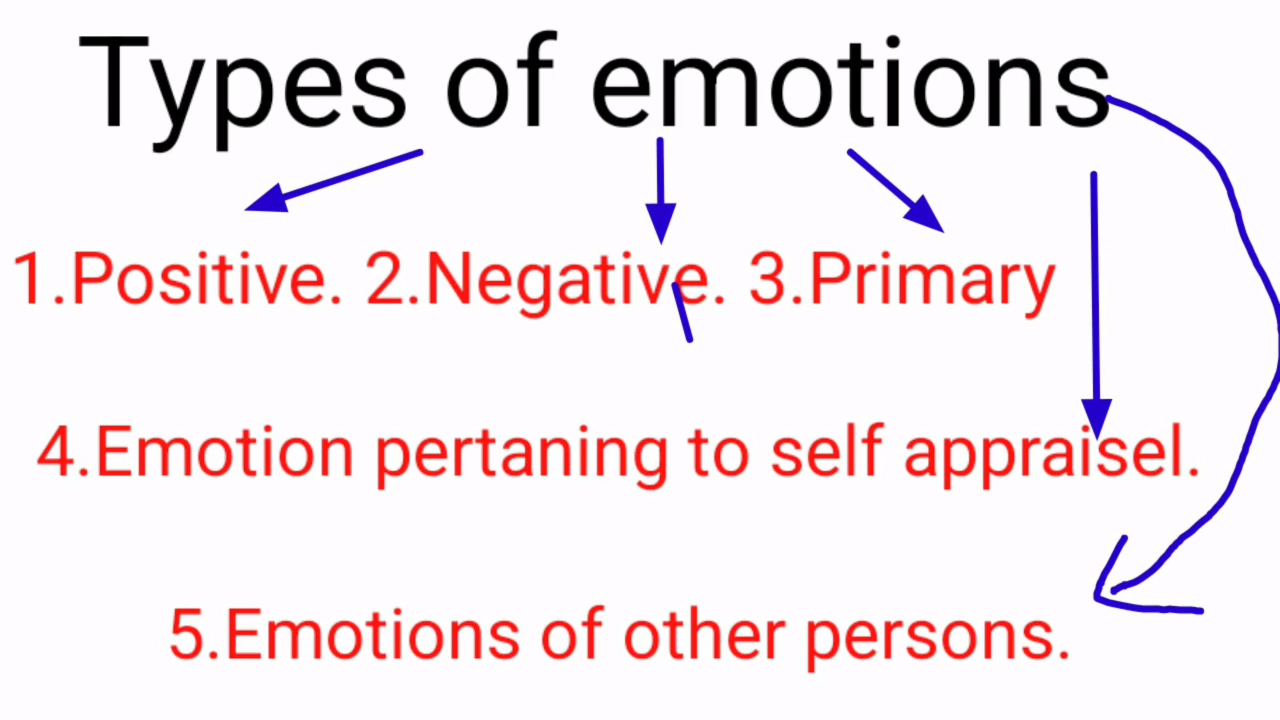 Types of emotions
1.Positive. 2.Negative. 3.Primary
4.Emotion pertaning to self appraisel.
5.Emotions of other persons.